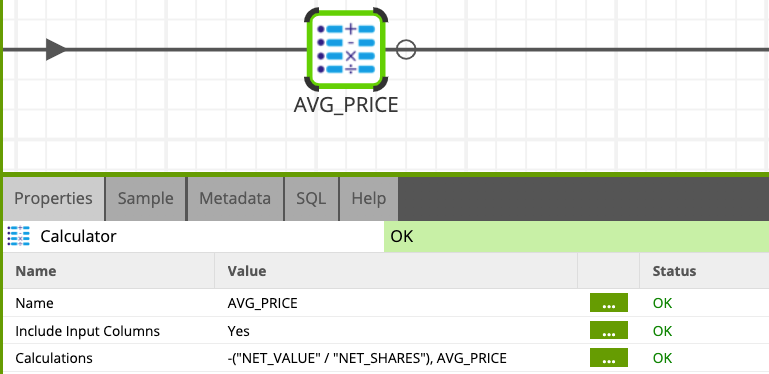 AVG_PRICE
Properties Sample Metadata SQL Help
Calculator OK
Name Value Status
Name AVG_PRICE ... OK
Include Input Columns Yes ... OK
Calculations -("NET_VALUE" / "NET_SHARES"), AVG_PRICE ... OK